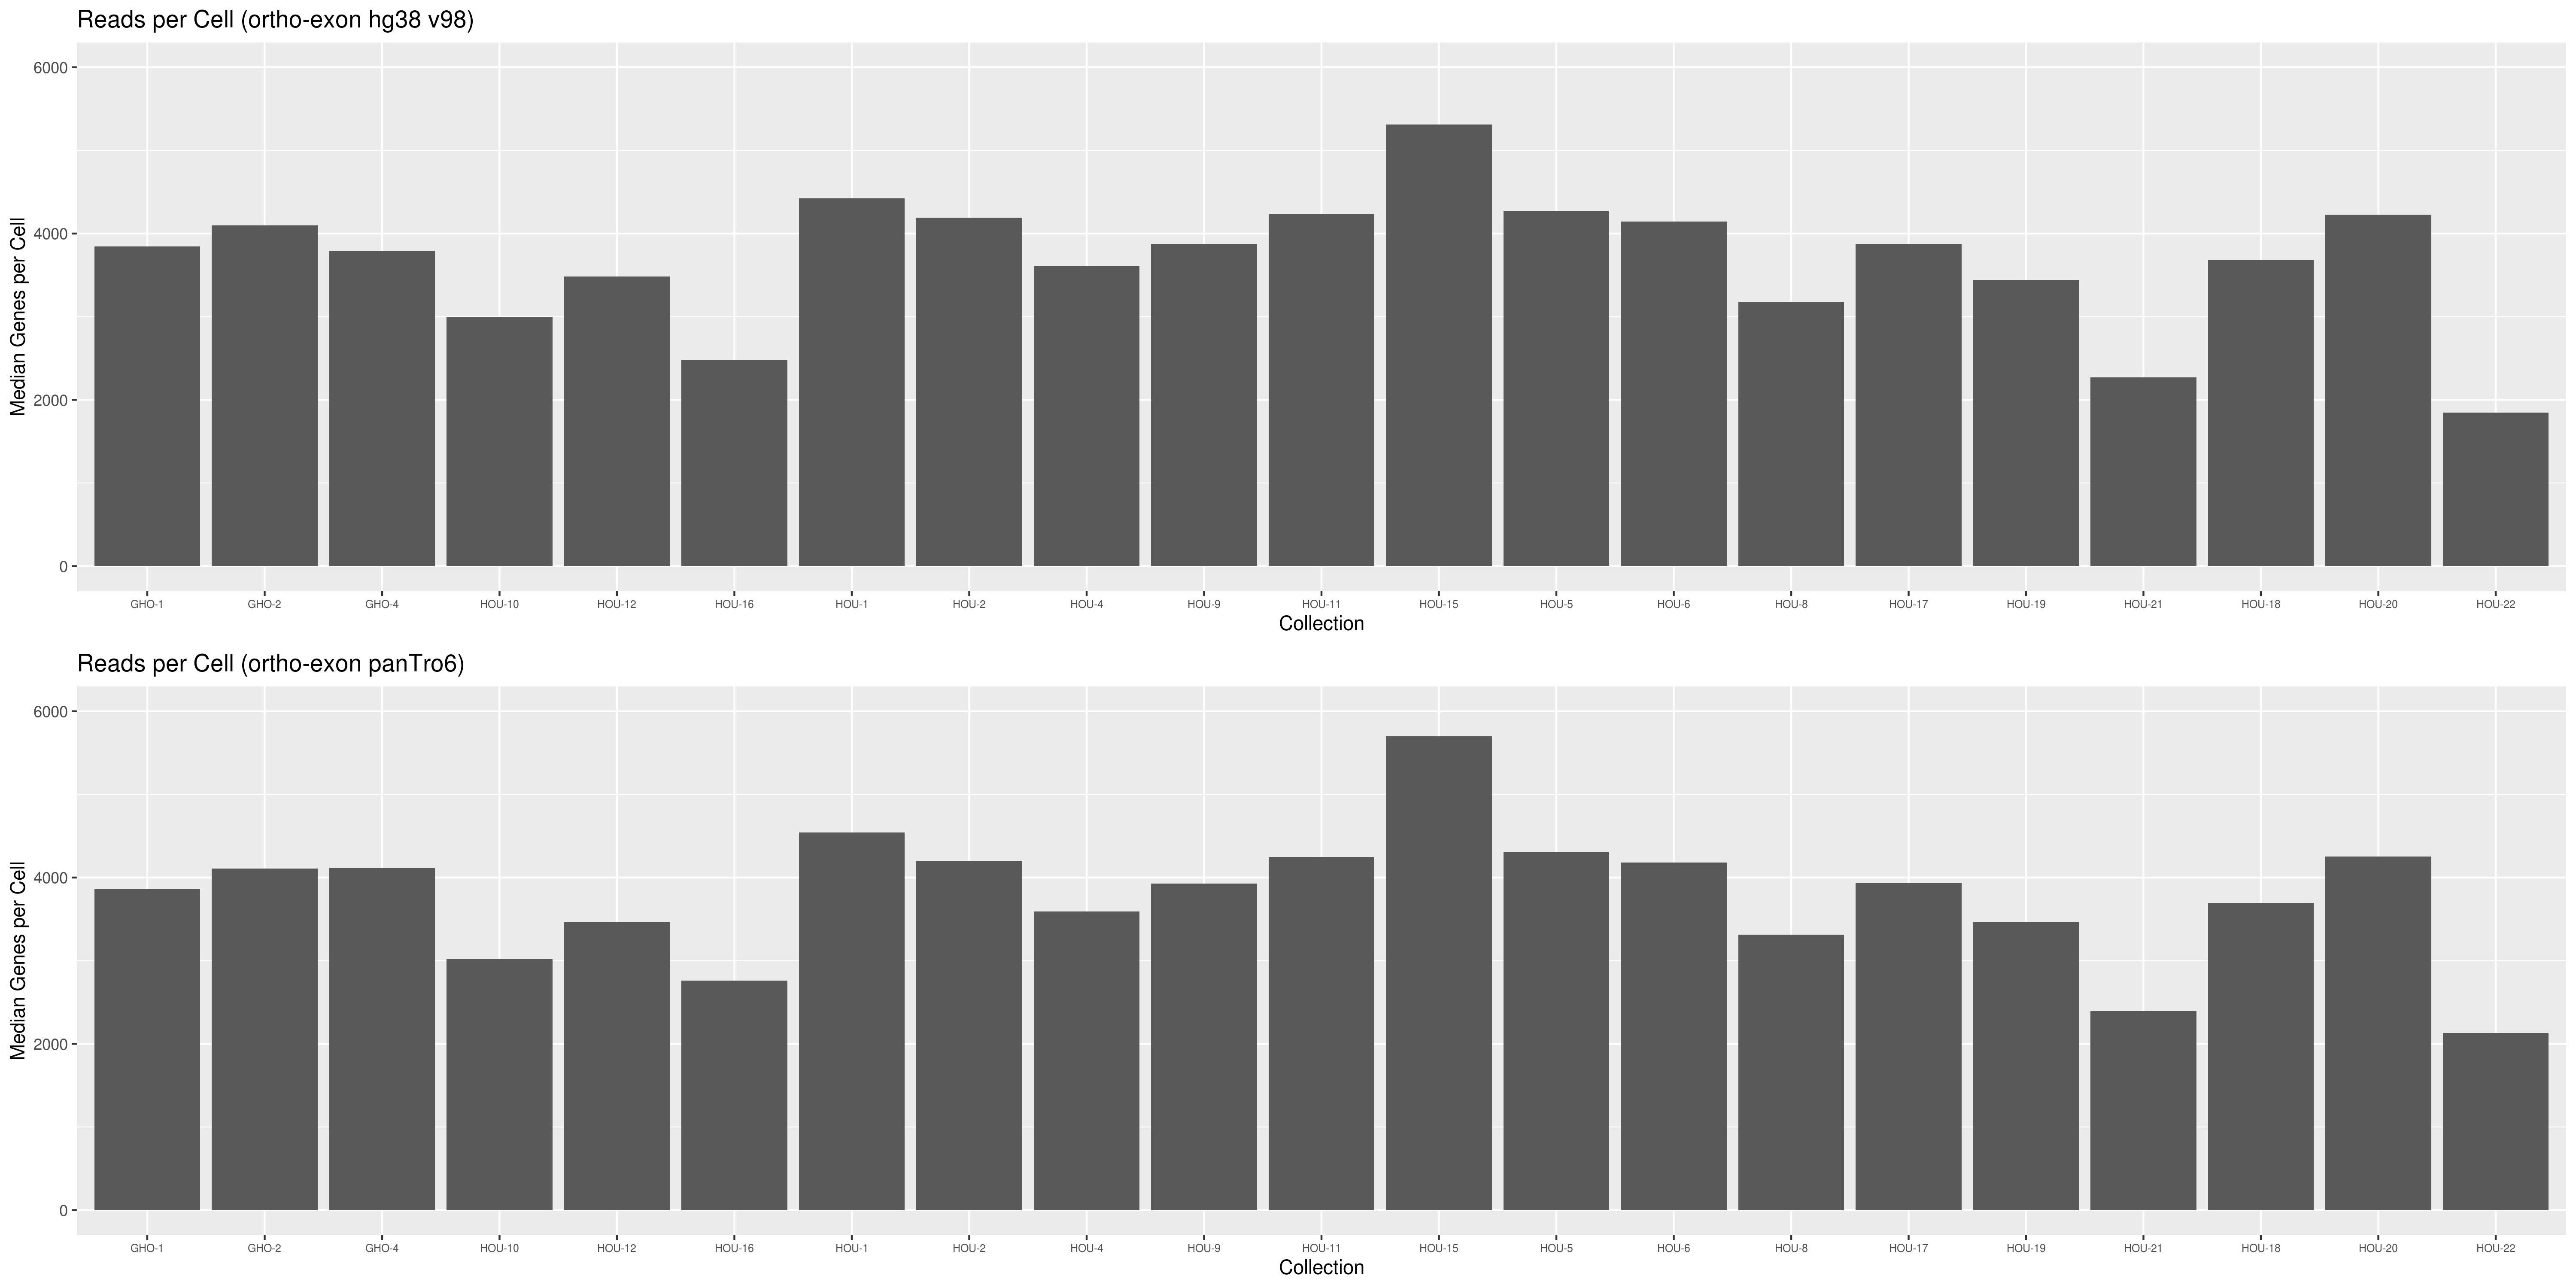 Reads per Cell (ortho-exon hg38 v98)
Median Genes per Cell
6000
4000
2000
0
GHO-1 GHO-2 GHO-4 HOU-10 HOU-12 HOU-16 HOU-1 HOU-2 HOU-4 HOU-9 HOU-11 HOU-15 HOU-5 HOU-6 HOU-8 HOU-17 HOU-19 HOU-21 HOU-18 HOU-20 HOU-22
Collection
Reads per Cell (ortho-exon panTro6)
Median Genes per Cell
6000
4000
2000
0
GHO-1 GHO-2 GHO-4 HOU-10 HOU-12 HOU-16 HOU-1 HOU-2 HOU-4 HOU-9 HOU-11 HOU-15 HOU-5 HOU-6 HOU-8 HOU-17 HOU-19 HOU-21 HOU-18 HOU-20 HOU-22
Collection